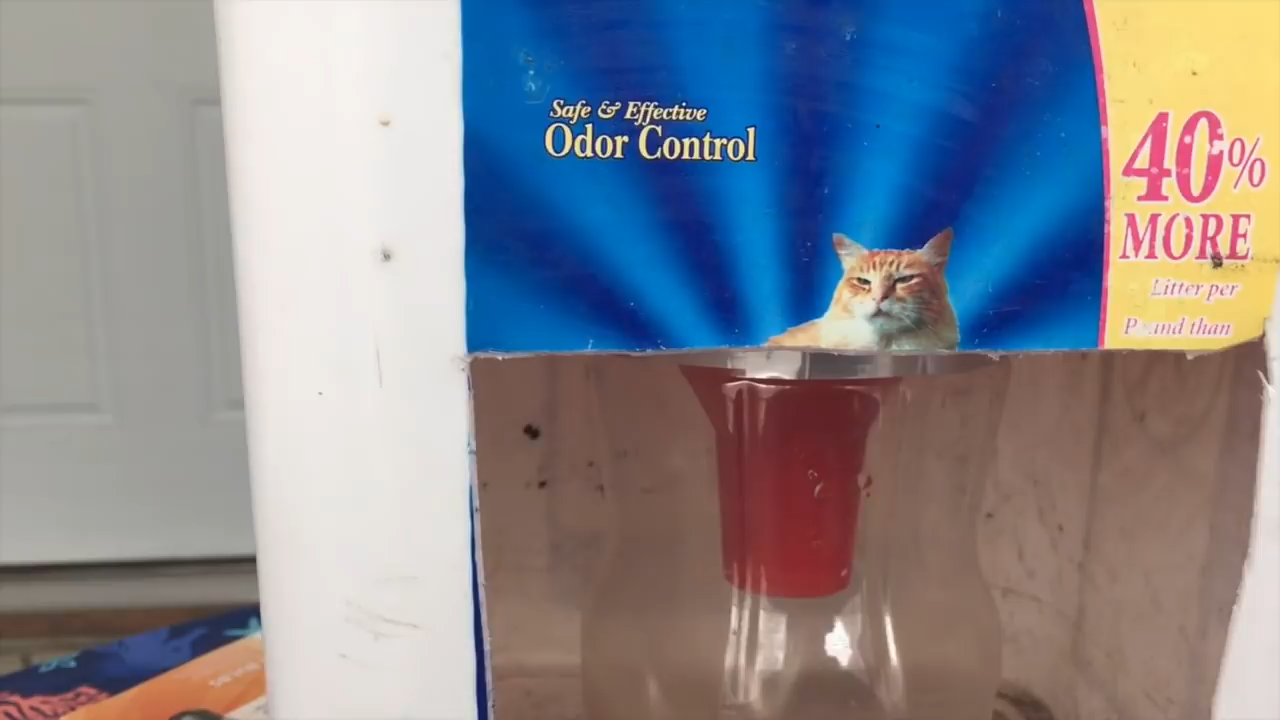 Safe & Effective
Odor Control
40%
MORE
Litter per
Pound than